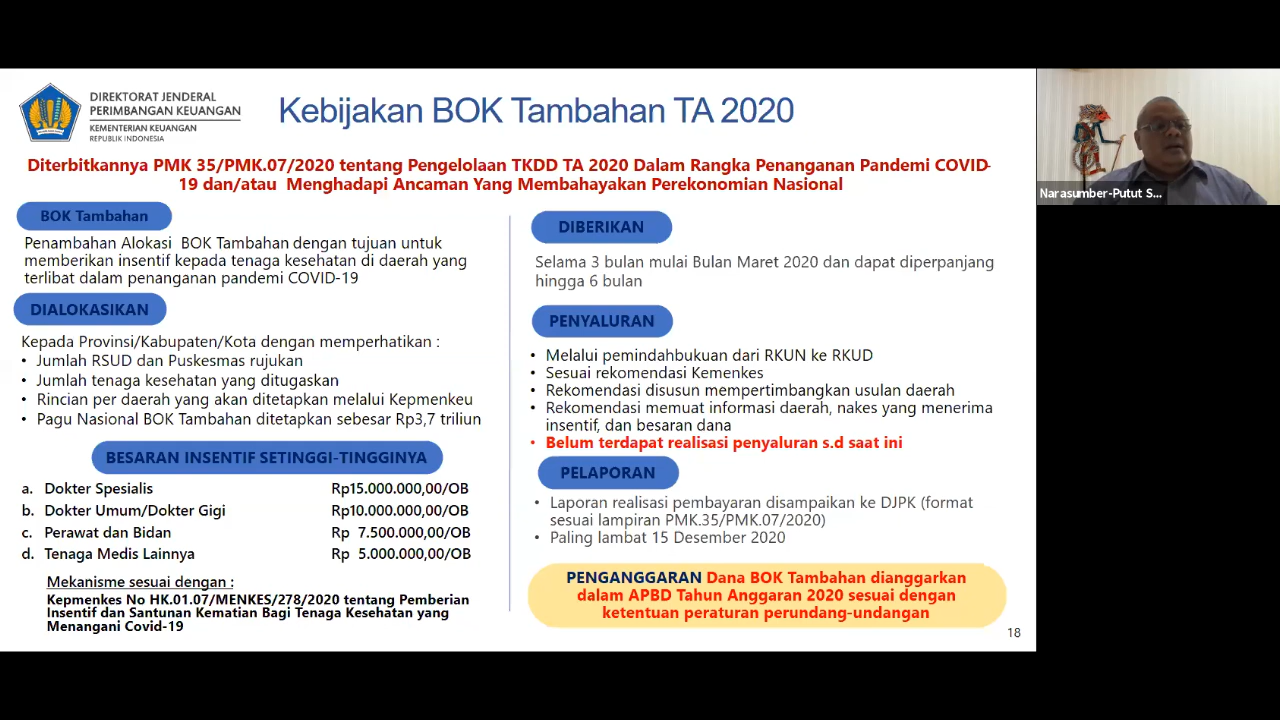 DIREKTORAT JENDERAL
PERIMBANGAN KEUANGAN
KEMENTERIAN KEUANGAN
REPUBLIK INDONESIA
Kebijakan BOK Tambahan TA 2020
Diterbitkannya PMK 35/PMK.07/2020 tentang Pengelolaan TKDD TA 2020 Dalam Rangka Penanganan Pandemi COVID-
19 dan/atau Menghadapi Ancaman Yang Membahayakan Perekonomian Nasional
BOK Tambahan
Penambahan Alokasi BOK Tambahan dengan tujuan untuk
memberikan insentif kepada tenaga kesehatan di daerah yang
terlibat dalam penanganan pandemi COVID-19
DIALOKASIKAN
Kepada Provinsi/Kabupaten/Kota dengan memperhatikan :
• Jumlah RSUD dan Puskesmas rujukan
• Jumlah tenaga kesehatan yang ditugaskan
• Rincian per daerah yang akan ditetapkan melalui Kepmenkeu
• Pagu Nasional BOK Tambahan ditetapkan sebesar Rp3,7 triliun
BESARAN INSENTIF SETINGGI-TINGGINYA
a. Dokter Spesialis Rp15.000.000,00/OB
b. Dokter Umum/Dokter Gigi Rp10.000.000,00/OB
c. Perawat dan Bidan Rp 7.500.000,00/OB
d. Tenaga Medis Lainnya Rp 5.000.000,00/OB
Mekanisme sesuai dengan :
Kepmenkes No HK.01.07/MENKES/278/2020 tentang Pemberian
Insentif dan Santunan Kematian Bagi Tenaga Kesehatan yang
Menangani Covid-19
DIBERIKAN
Selama 3 bulan mulai Bulan Maret 2020 dan dapat diperpanjang
hingga 6 bulan
PENYALURAN
• Melalui pemindahbukuan dari RKUN ke RKUD
• Sesuai rekomendasi Kemenkes
• Rekomendasi disusun mempertimbangkan usulan daerah
• Rekomendasi memuat informasi daerah, nakes yang menerima
insentif, dan besaran dana
• Belum terdapat realisasi penyaluran s.d saat ini
PELAPORAN
• Laporan realisasi pembayaran disampaikan ke DJPK (format
sesuai lampiran PMK.35/PMK.07/2020)
• Paling lambat 15 Desember 2020
PENGANGGARAN Dana BOK Tambahan dianggarkan
dalam APBD Tahun Anggaran 2020 sesuai dengan
ketentuan peraturan perundang-undangan
18
Narasumber-Putut S...